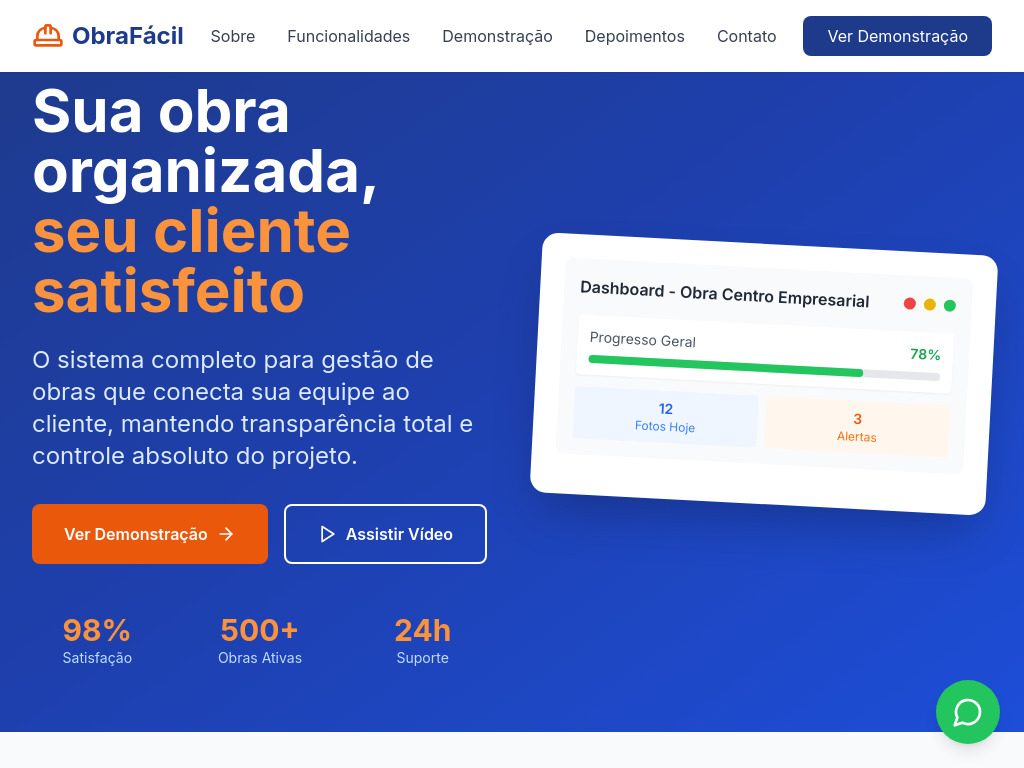 ObraFácil
Sobre
Funcionalidades
Demonstração
Depoimentos
Contato
Ver Demonstração
Sua obra
organizada,
seu cliente
satisfeito
O sistema completo para gestão de
obras que conecta sua equipe ao
cliente, mantendo transparência total e
controle absoluto do projeto.
Ver Demonstração
Assistir Vídeo
98%
Satisfação
500+
Obras Ativas
24h
Suporte
Dashboard - Obra Centro Empresarial
Progresso Geral
78%
12
Fotos Hoje
3
Alertas